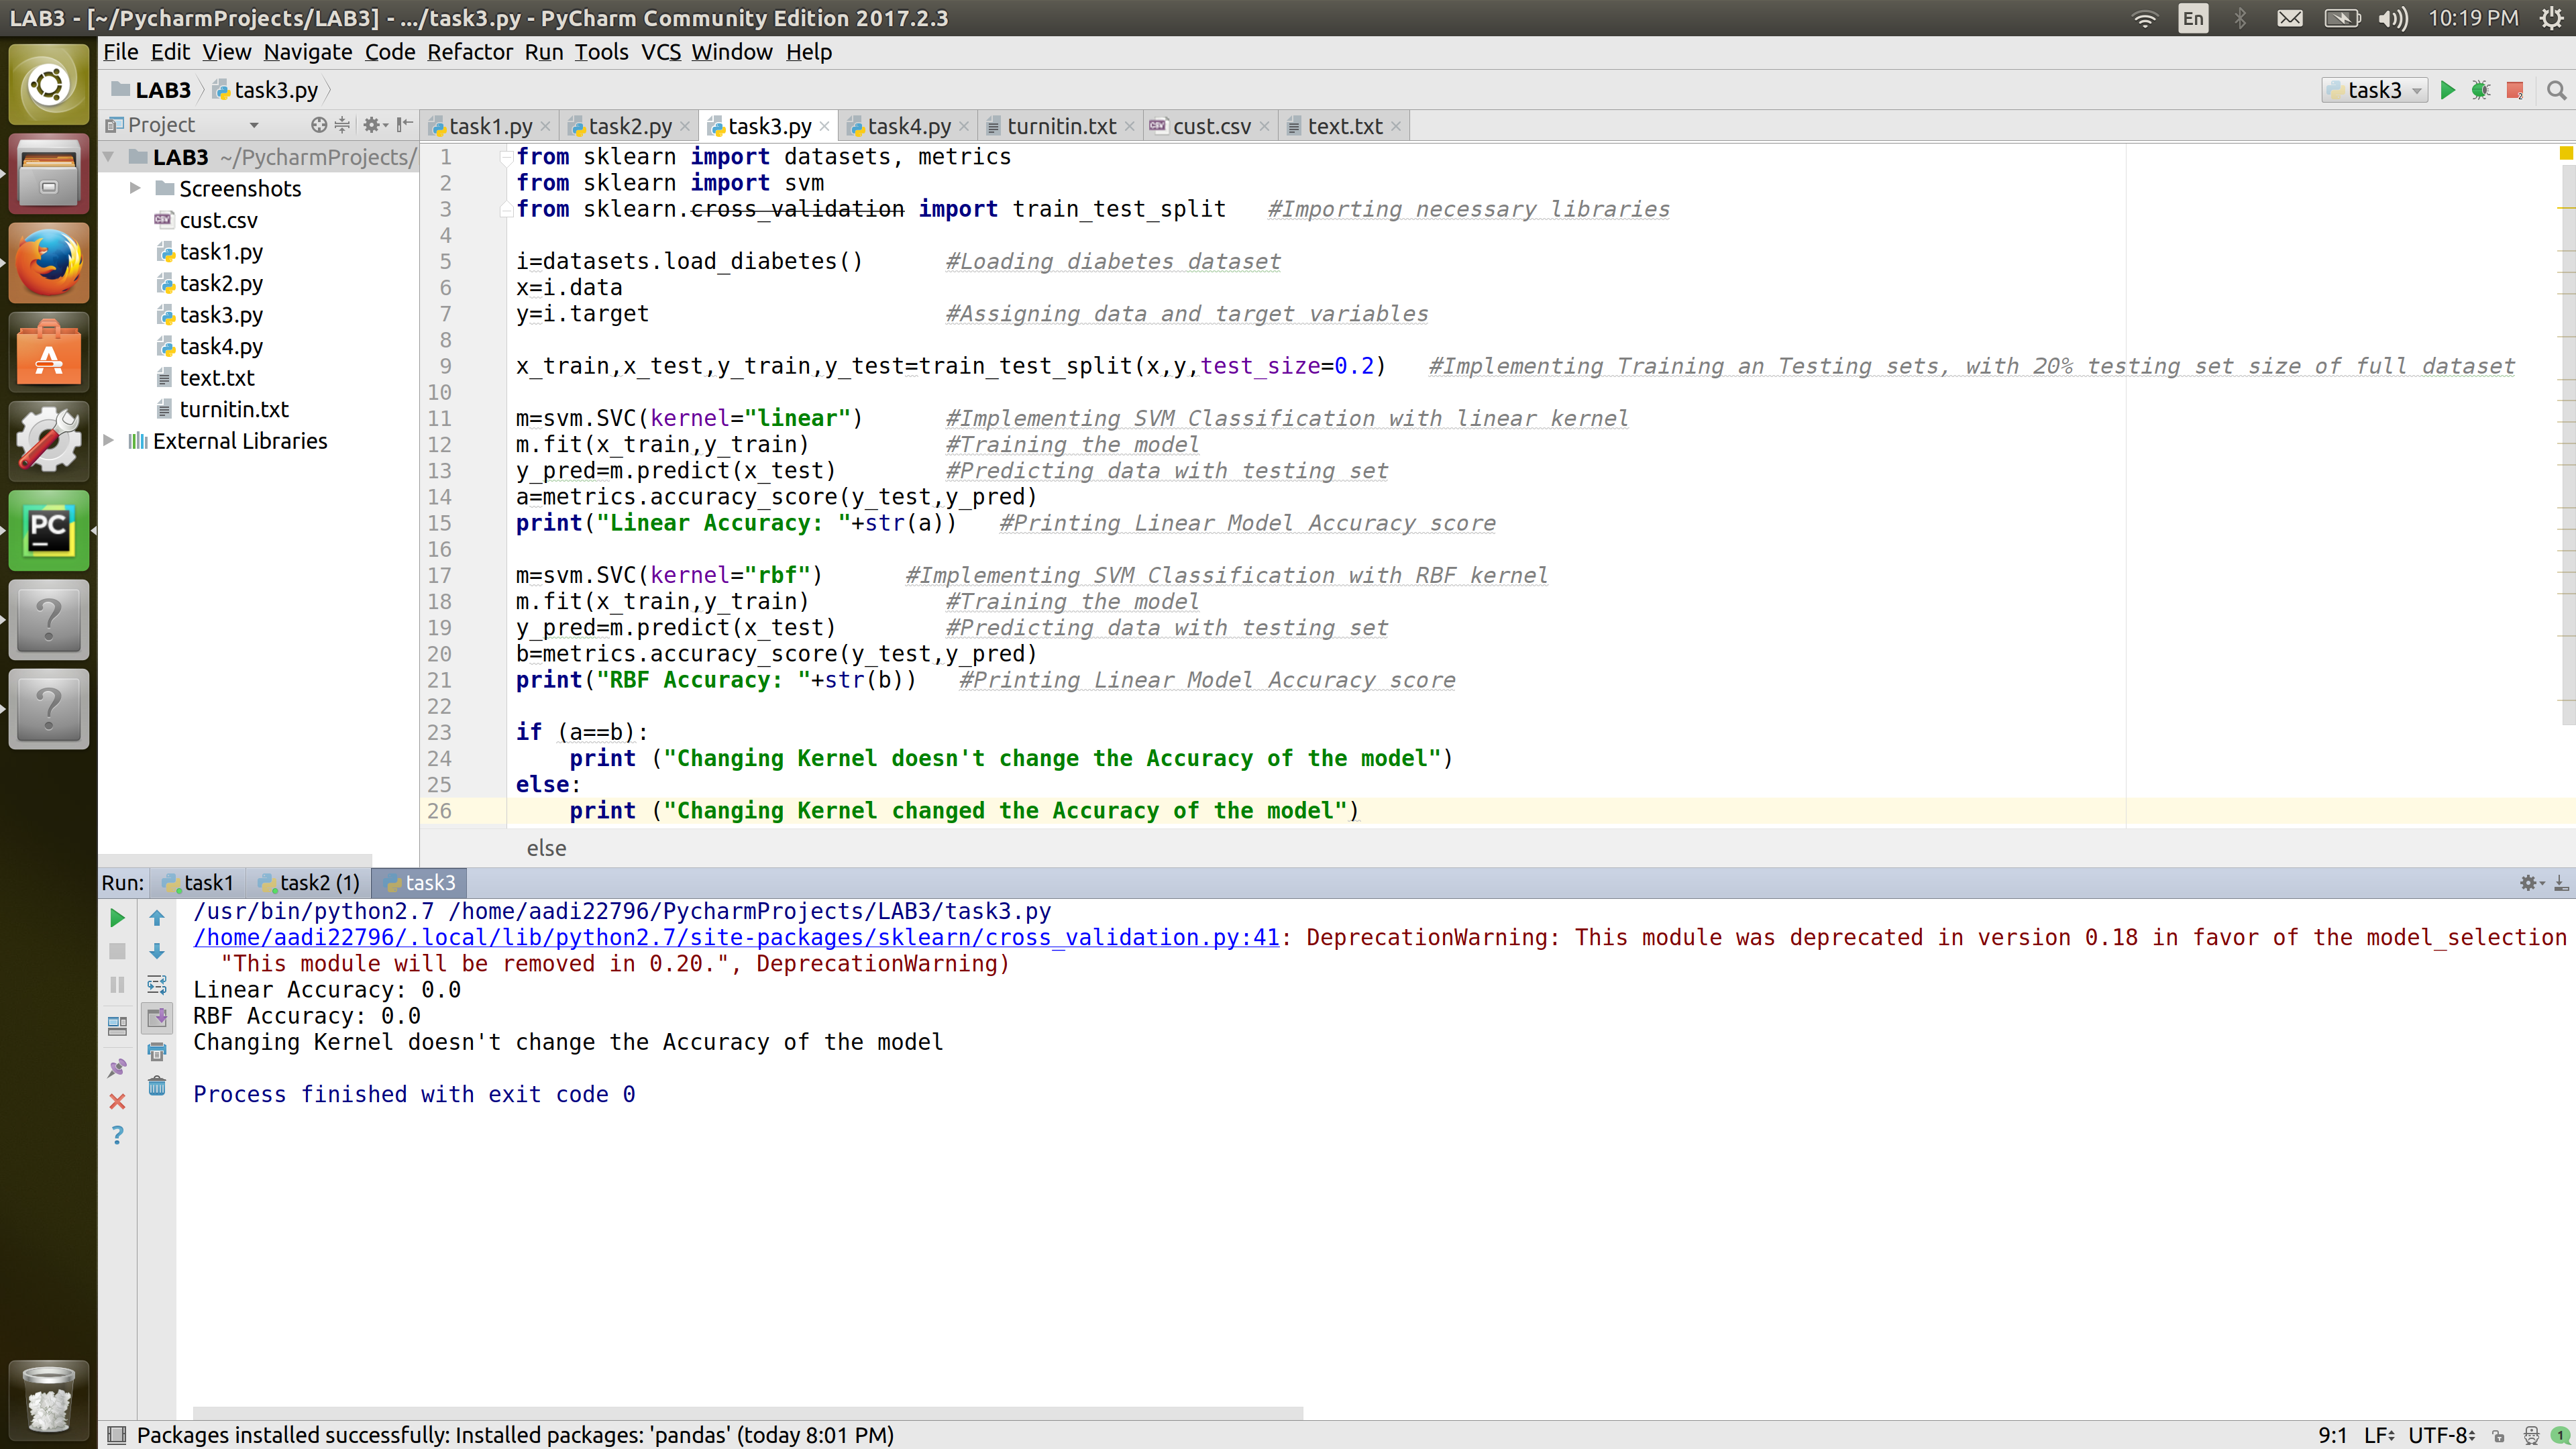 LAB3 - [~/PycharmProjects/LAB3] - .../task3.py - PyCharm Community Edition 2017.2.3
En
10:19 PM
File Edit View Navigate Code Refactor Run Tools VCS Window Help
LAB3 task3.py
task3
Project
task1.py task2.py task3.py task4.py turnitin.txt cust.csv text.txt
LAB3 ~/PycharmProjects/
Screenshots
cust.csv
task1.py
task2.py
task3.py
task4.py
text.txt
turnitin.txt
External Libraries
1 from sklearn import datasets, metrics
2 from sklearn import svm
3 from sklearn.cross_validation import train_test_split #Importing necessary libraries
4
5 i=datasets.load_diabetes() #Loading diabetes dataset
6 x=i.data
7 y=i.target #Assigning data and target variables
8
9 x_train,x_test,y_train,y_test=train_test_split(x,y,test_size=0.2) #Implementing Training an Testing sets, with 20% testing set size of full dataset
10
11 m=svm.SVC(kernel="linear") #Implementing SVM Classification with linear kernel
12 m.fit(x_train,y_train) #Training the model
13 y_pred=m.predict(x_test) #Predicting data with testing set
14 a=metrics.accuracy_score(y_test,y_pred)
15 print("Linear Accuracy: "+str(a)) #Printing Linear Model Accuracy score
16
17 m=svm.SVC(kernel="rbf") #Implementing SVM Classification with RBF kernel
18 m.fit(x_train,y_train) #Training the model
19 y_pred=m.predict(x_test) #Predicting data with testing set
20 b=metrics.accuracy_score(y_test,y_pred)
21 print("RBF Accuracy: "+str(b)) #Printing Linear Model Accuracy score
22
23 if (a==b):
24 print ("Changing Kernel doesn't change the Accuracy of the model")
25 else:
26 print ("Changing Kernel changed the Accuracy of the model")
else
Run: task1 task2 (1) task3
/usr/bin/python2.7 /home/aadi22796/PycharmProjects/LAB3/task3.py
/home/aadi22796/.local/lib/python2.7/site-packages/sklearn/cross_validation.py:41: DeprecationWarning: This module was deprecated in version 0.18 in favor of the model_selection
"This module will be removed in 0.20.", DeprecationWarning)
Linear Accuracy: 0.0
RBF Accuracy: 0.0
Changing Kernel doesn't change the Accuracy of the model
Process finished with exit code 0
PC
Packages installed successfully: Installed packages: 'pandas' (today 8:01 PM)
9:1 LF UTF-8 1